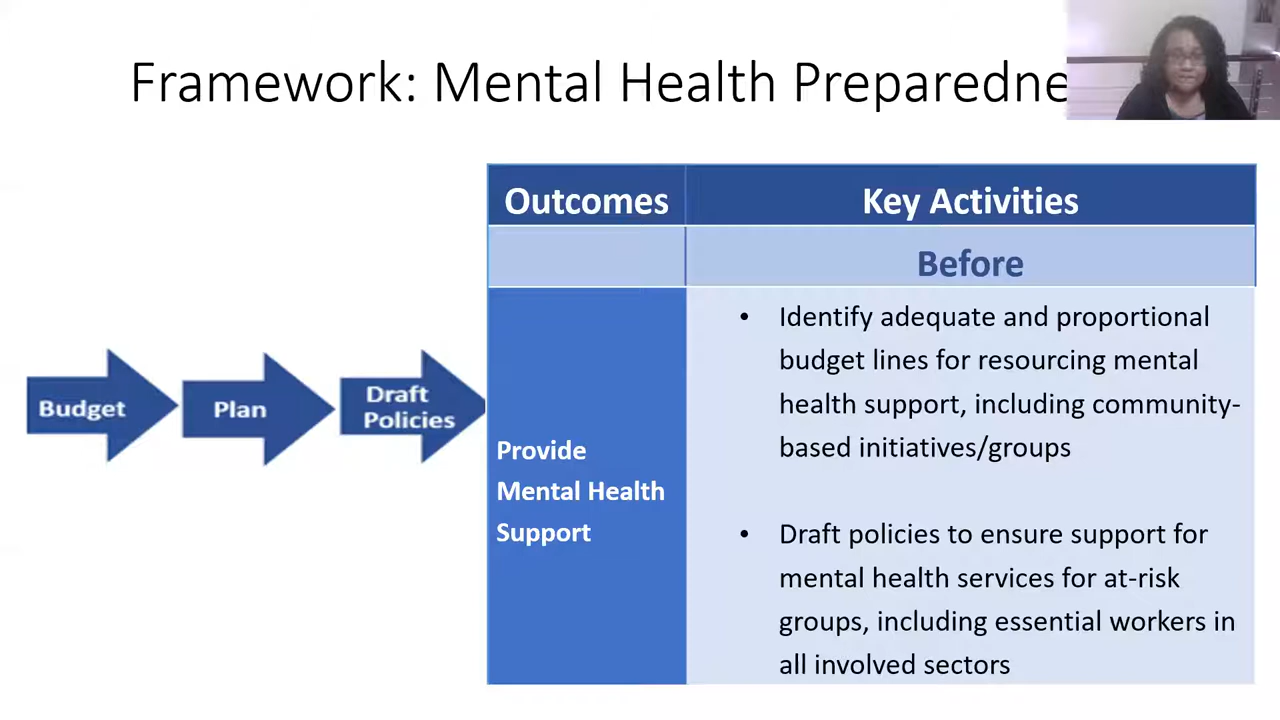 Framework: Mental Health Preparedne
Outcomes
Key Activities
Before
Budget
Plan
Draft
Policies
Provide
Mental Health
Support
• Identify adequate and proportional
budget lines for resourcing mental
health support, including community-
based initiatives/groups
• Draft policies to ensure support for
mental health services for at-risk
groups, including essential workers in
all involved sectors